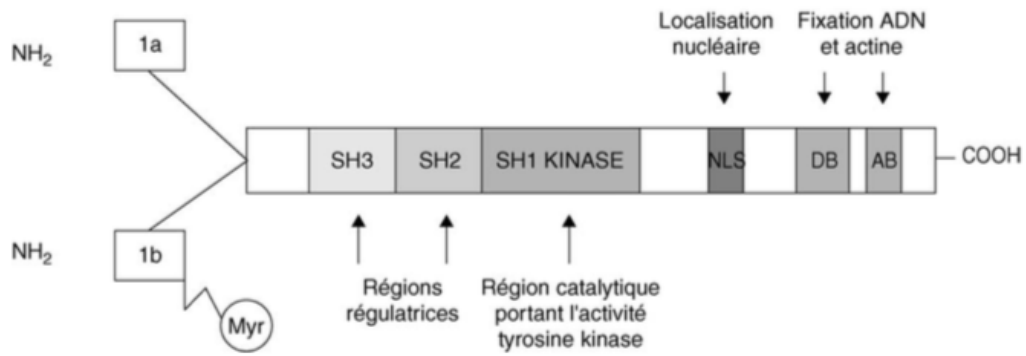 Localisation
nucléaire
Fixation ADN
et actine
NH2
1a
SH3
SH2
SH1 KINASE
NLS
DB
AB
COOH
NH2
1b
Myr
Régions
régulatrices
Région catalytique
portant l'activité
tyrosine kinase